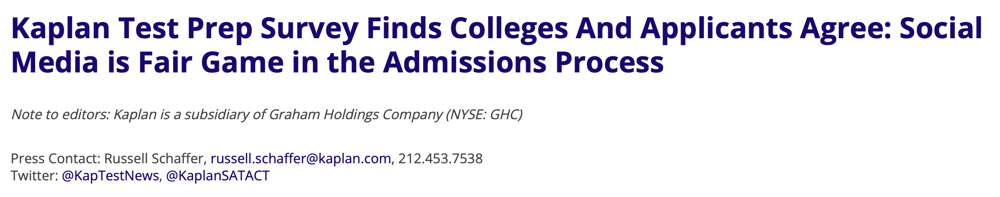 Kaplan Test Prep Survey Finds Colleges And Applicants Agree: Social
Media is Fair Game in the Admissions Process
Note to editors: Kaplan is a subsidiary of Graham Holdings Company (NYSE: GHC)
Press Contact: Russell Schaffer, russell.schaffer@kaplan.com, 212.453.7538
Twitter: @KapTestNews, @KaplanSATACT